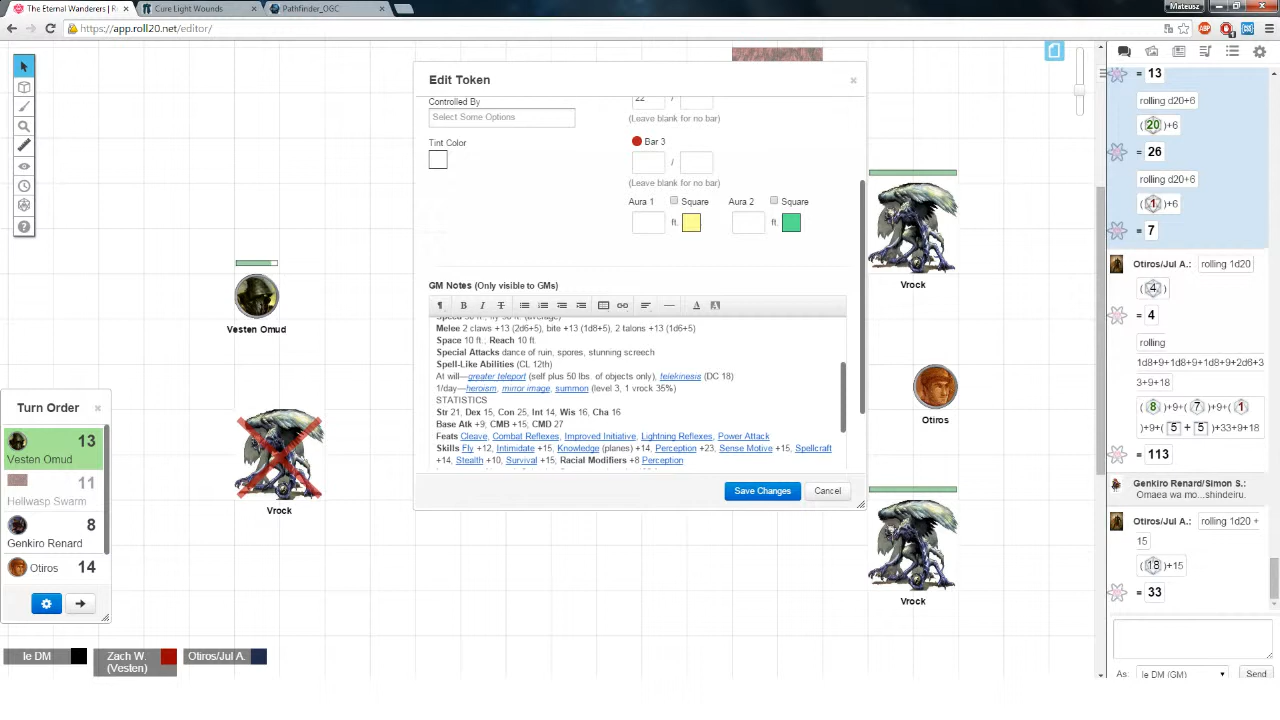 The Eternal Wanderers | R
Cure Light Wounds
Pathfinder_OGC
Mateusz
https://app.roll20.net/editor/
Edit Token
Controlled By
Select Some Options
Tint Color
22 /
(Leave blank for no bar)
Bar 3
/
(Leave blank for no bar)
Aura 1 Square Aura 2 Square
ft. ft.
GM Notes (Only visible to GMs)
Melee 2 claws +13 (2d6+5), bite +13 (1d8+5), 2 talons +13 (1d6+5)
Space 10 ft.; Reach 10 ft.
Special Attacks dance of ruin, spores, stunning screech
Spell-Like Abilities (CL 12th)
At will—greater teleport (self plus 50 lbs. of objects only), telekinesis (DC 18)
1/day—heroism, mirror image, summon (level 3, 1 vrock 35%)
STATISTICS
Str 21, Dex 15, Con 25, Int 14, Wis 16, Cha 16
Base Atk +9; CMB +15; CMD 27
Feats Cleave, Combat Reflexes, Improved Initiative, Lightning Reflexes, Power Attack
Skills Fly +12, Intimidate +15, Knowledge (planes) +14, Perception +23, Sense Motive +15, Spellcraft
+14, Stealth +10, Survival +15, Racial Modifiers +8 Perception
Save Changes
Cancel
Vesten Omud
Vrock
Vrock
Otiros
Vrock
Turn Order
13
Vesten Omud
11
Hellwasp Swarm
8
Genkiro Renard
Otiros 14
le DM
Zach W.
(Vesten)
Otiros/Jul A.
= 13
rolling d20+6
(20)+6
= 26
rolling d20+6
(1)+6
= 7
Otiros/Jul A.: rolling 1d20
(4)
= 4
rolling
1d8+9+1d8+9+1d8+9+2d6+3
3+9+18
(8)+9+(7)+9+(1
)+9+(5+5)+33+9+18
= 113
Genkiro Renard/Simon S.:
Omaea wa mo...shindeiru.
Otiros/Jul A.: rolling 1d20 +
15
(18)+15
= 33
As: le DM (GM)
Send